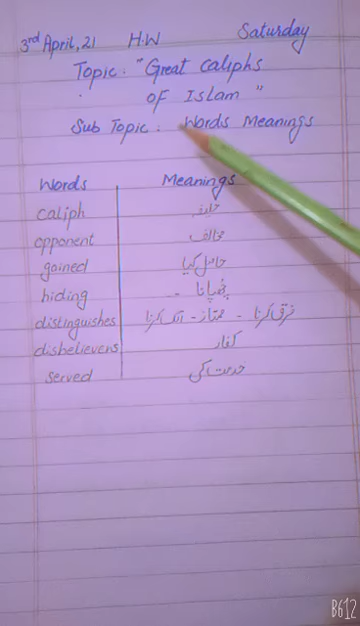 3rd April, 21 H.W Saturday
Topic: "Great Caliphs
of Islam"
Sub Topic: Words Meanings
Words Meanings
caliph خلیفہ
opponent مخالف
gained حاصل کیا
hiding چھپانا -
distinguishes فرق کرنا - ممتاز - الگ کرنا
disbelievers کفار
served خدمت کی
B612